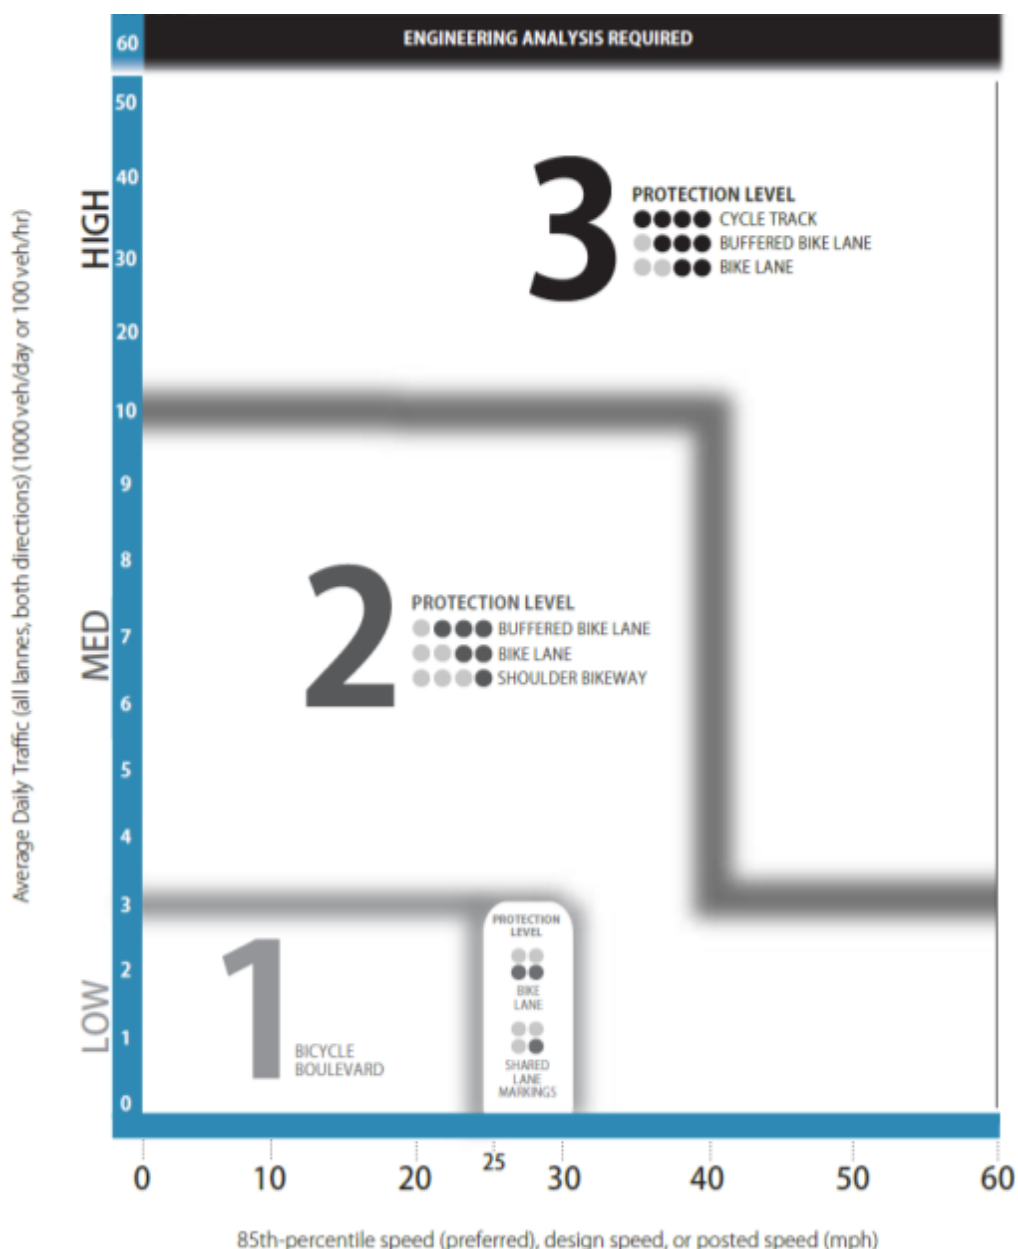 60
ENGINEERING ANALYSIS REQUIRED
50
40
30
20
10
9
8
7
6
5
4
3
2
1
0
HIGH
MED
LOW
Average Daily Traffic (all lannes, both directions) (1000 veh/day or 100 veh/hr)
3
PROTECTION LEVEL
CYCLE TRACK
BUFFERED BIKE LANE
BIKE LANE
2
PROTECTION LEVEL
BUFFERED BIKE LANE
BIKE LANE
SHOULDER BIKEWAY
1
BICYCLE
BOULEVARD
PROTECTION
LEVEL
BIKE
LANE
SHARED
LANE
MARKINGS
0 10 20 25 30 40 50 60
85th-percentile speed (preferred), design speed, or posted speed (mph)